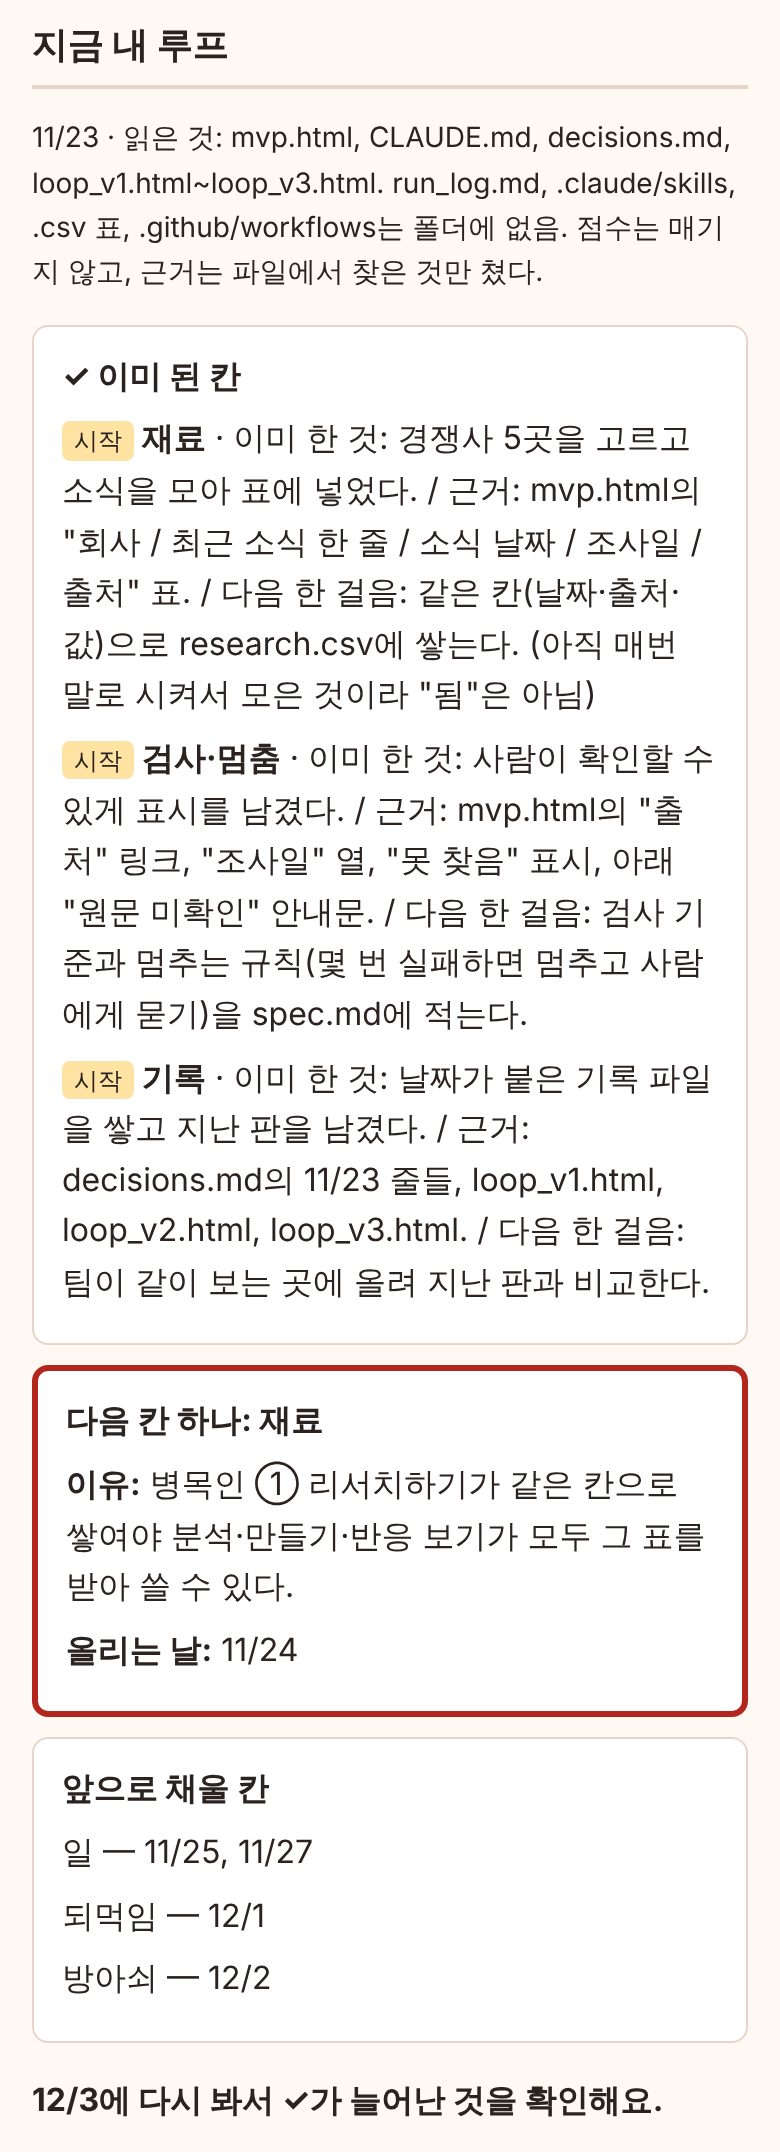 지금 내 루프
11/23 · 읽은 것: mvp.html, CLAUDE.md, decisions.md,
loop_v1.html~loop_v3.html. run_log.md, .claude/skills,
.csv 표, .github/workflows는 폴더에 없음. 점수는 매기
지 않고, 근거는 파일에서 찾은 것만 쳤다.
✓ 이미 된 칸
시작 재료 · 이미 한 것: 경쟁사 5곳을 고르고
소식을 모아 표에 넣었다. / 근거: mvp.html의
"회사 / 최근 소식 한 줄 / 소식 날짜 / 조사일 /
출처" 표. / 다음 한 걸음: 같은 칸(날짜·출처·
값)으로 research.csv에 쌓는다. (아직 매번
말로 시켜서 모은 것이라 "됨"은 아님)
시작 검사·멈춤 · 이미 한 것: 사람이 확인할 수
있게 표시를 남겼다. / 근거: mvp.html의 "출
처" 링크, "조사일" 열, "못 찾음" 표시, 아래
"원문 미확인" 안내문. / 다음 한 걸음: 검사 기
준과 멈추는 규칙(몇 번 실패하면 멈추고 사람
에게 묻기)을 spec.md에 적는다.
시작 기록 · 이미 한 것: 날짜가 붙은 기록 파일
을 쌓고 지난 판을 남겼다. / 근거:
decisions.md의 11/23 줄들, loop_v1.html,
loop_v2.html, loop_v3.html. / 다음 한 걸음:
팀이 같이 보는 곳에 올려 지난 판과 비교한다.
다음 칸 하나: 재료
이유: 병목인 ① 리서치하기가 같은 칸으로
쌓여야 분석·만들기·반응 보기가 모두 그 표를
받아 쓸 수 있다.
올리는 날: 11/24
앞으로 채울 칸
일 — 11/25, 11/27
되먹임 — 12/1
방아쇠 — 12/2
12/3에 다시 봐서 ✓가 늘어난 것을 확인해요.